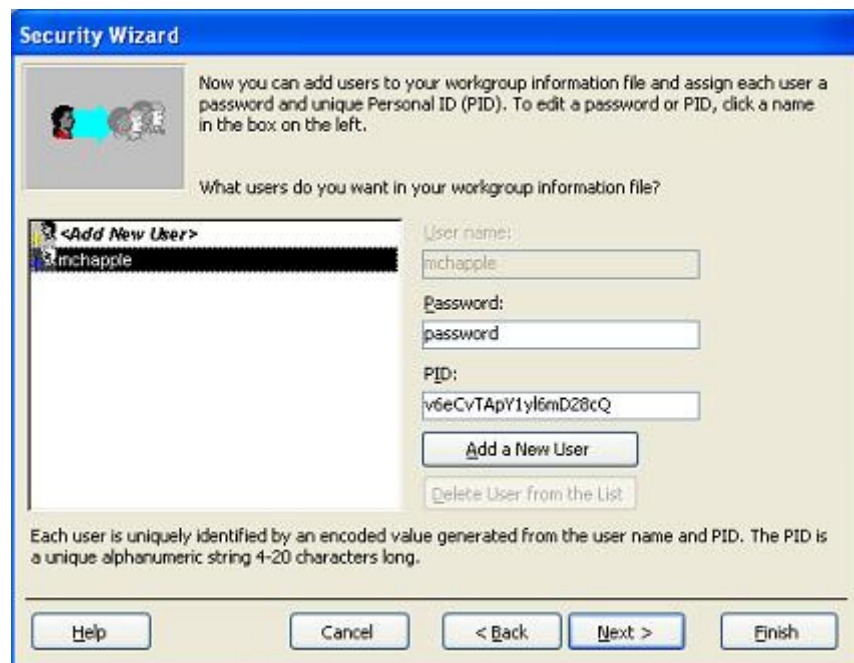 Security Wizard
Now you can add users to your workgroup information file and assign each user a
password and unique Personal ID (PID). To edit a password or PID, click a name
in the box on the left.
What users do you want in your workgroup information file?
<Add New User>
mchapple
User name:
mchapple
Password:
password
PID:
v6eCvTApY1yl6mD28cQ
Add a New User
Delete User from the List
Each user is uniquely identified by an encoded value generated from the user name and PID. The PID is
a unique alphanumeric string 4-20 characters long.
Help
Cancel
< Back
Next >
Finish